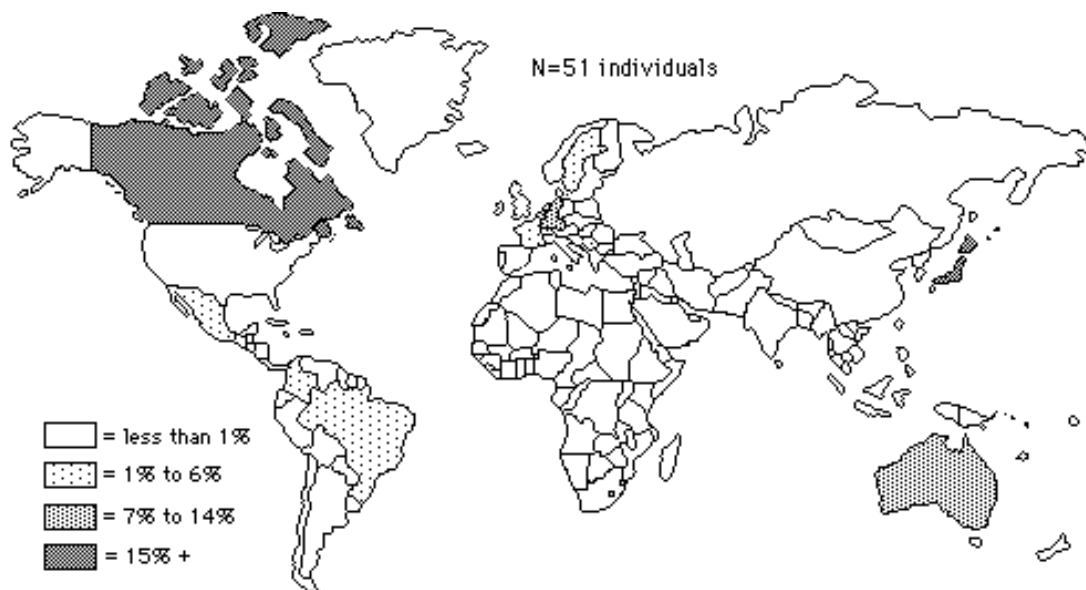 N=51 individuals
= less than 1%
= 1% to 6%
= 7% to 14%
= 15% +